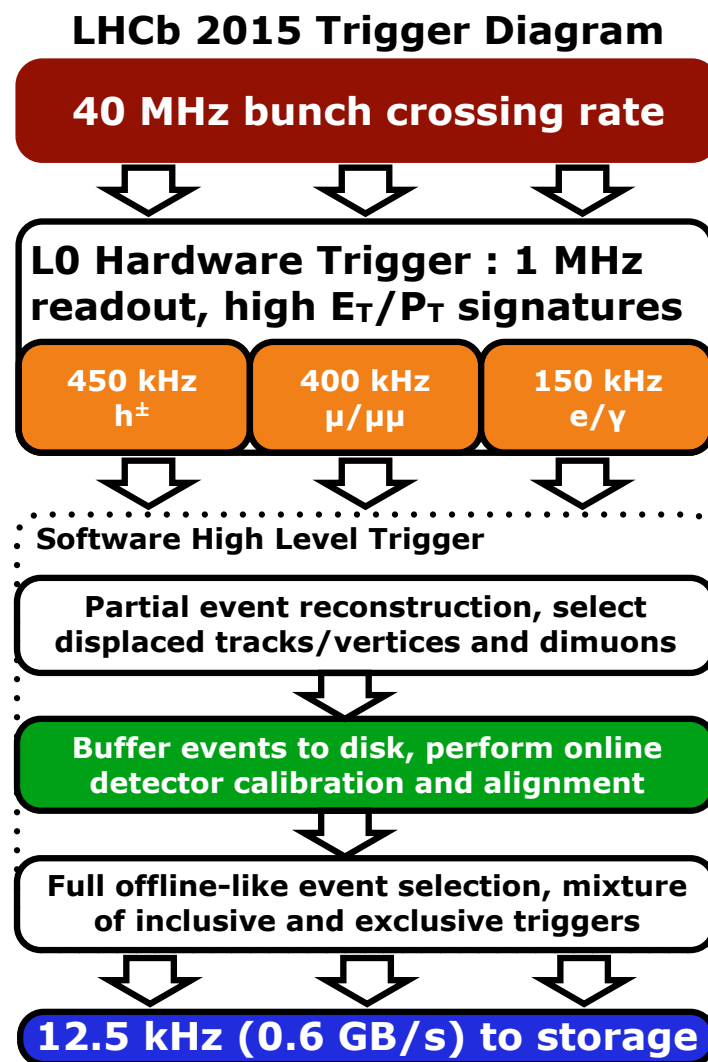 LHCb 2015 Trigger Diagram
40 MHz bunch crossing rate
L0 Hardware Trigger : 1 MHz
readout, high Eᴛ/Pᴛ signatures
450 kHz
h±
400 kHz
µ/µµ
150 kHz
e/γ
Software High Level Trigger
Partial event reconstruction, select
displaced tracks/vertices and dimuons
Buffer events to disk, perform online
detector calibration and alignment
Full offline-like event selection, mixture
of inclusive and exclusive triggers
12.5 kHz (0.6 GB/s) to storage